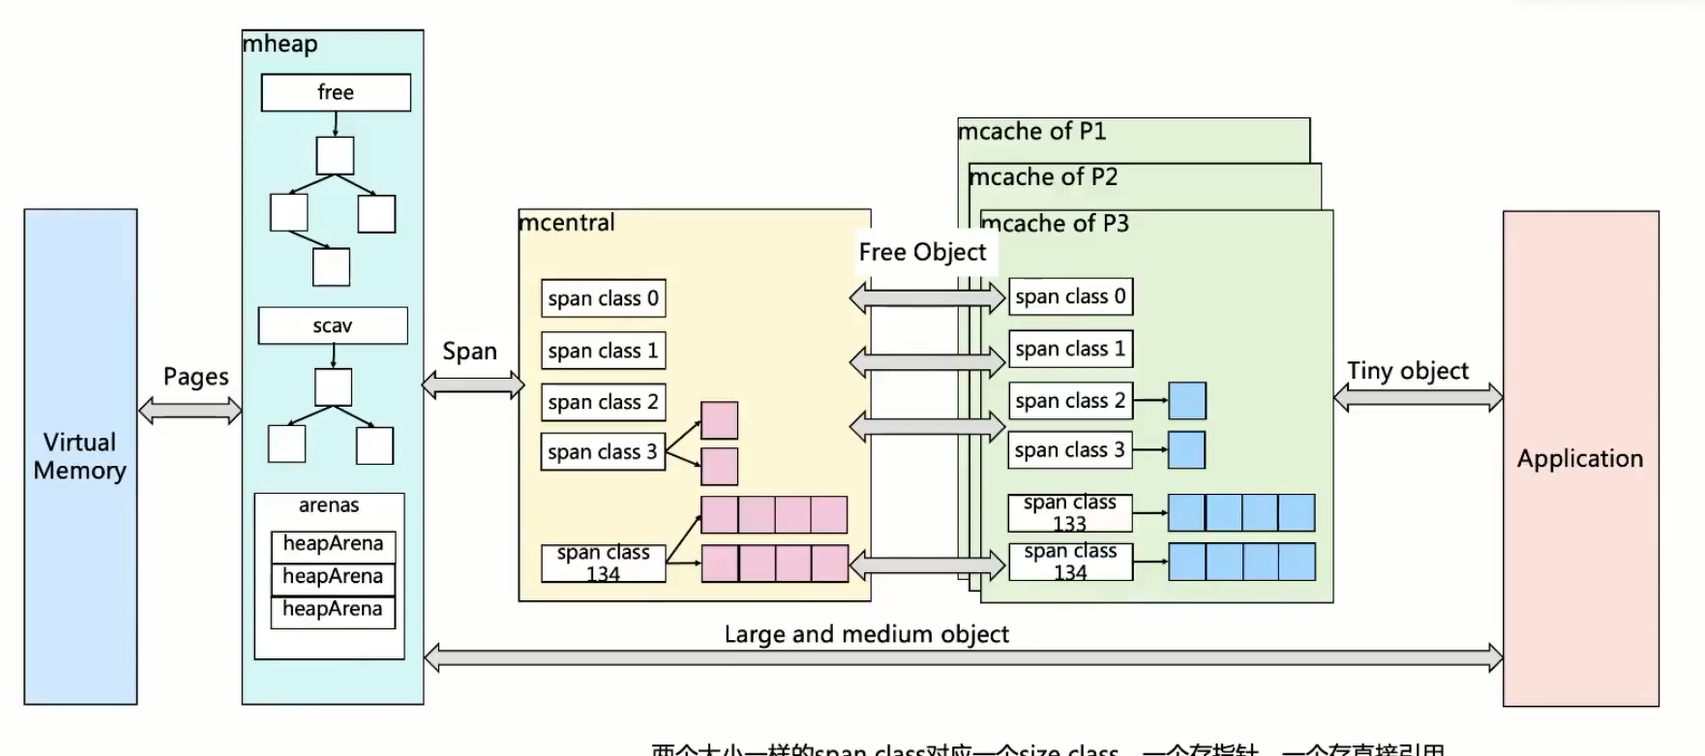 mheap
free
scav
arenas
heapArena
heapArena
heapArena
Virtual
Memory
Pages
Span
mcentral
span class 0
span class 1
span class 2
span class 3
span class
134
Free Object
mcache of P1
mcache of P2
mcache of P3
span class 0
span class 1
span class 2
span class 3
span class
133
span class
134
Tiny object
Application
Large and medium object
两个大小一样的span class对应一个size class，一个存指针，一个存直接引用